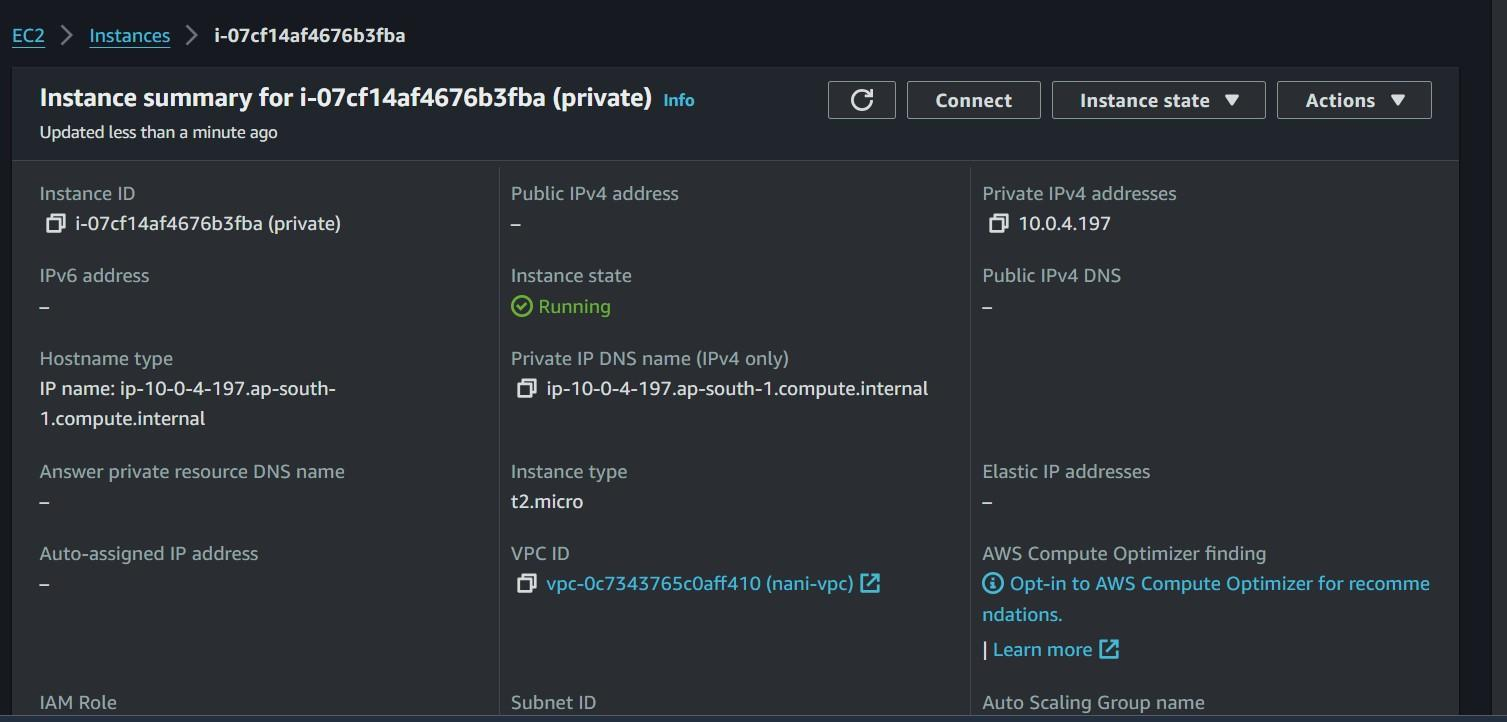 EC2 > Instances > i-07cf14af4676b3fba
Instance summary for i-07cf14af4676b3fba (private) Info
Updated less than a minute ago
Connect
Instance state
Actions
Instance ID
i-07cf14af4676b3fba (private)
Public IPv4 address
–
Private IPv4 addresses
10.0.4.197
IPv6 address
–
Instance state
Running
Public IPv4 DNS
–
Hostname type
IP name: ip-10-0-4-197.ap-south-
1.compute.internal
Private IP DNS name (IPv4 only)
ip-10-0-4-197.ap-south-1.compute.internal
Answer private resource DNS name
–
Instance type
t2.micro
Elastic IP addresses
–
Auto-assigned IP address
–
VPC ID
vpc-0c7343765c0aff410 (nani-vpc)
AWS Compute Optimizer finding
Opt-in to AWS Compute Optimizer for recomme
ndations.
| Learn more
IAM Role
Subnet ID
Auto Scaling Group name